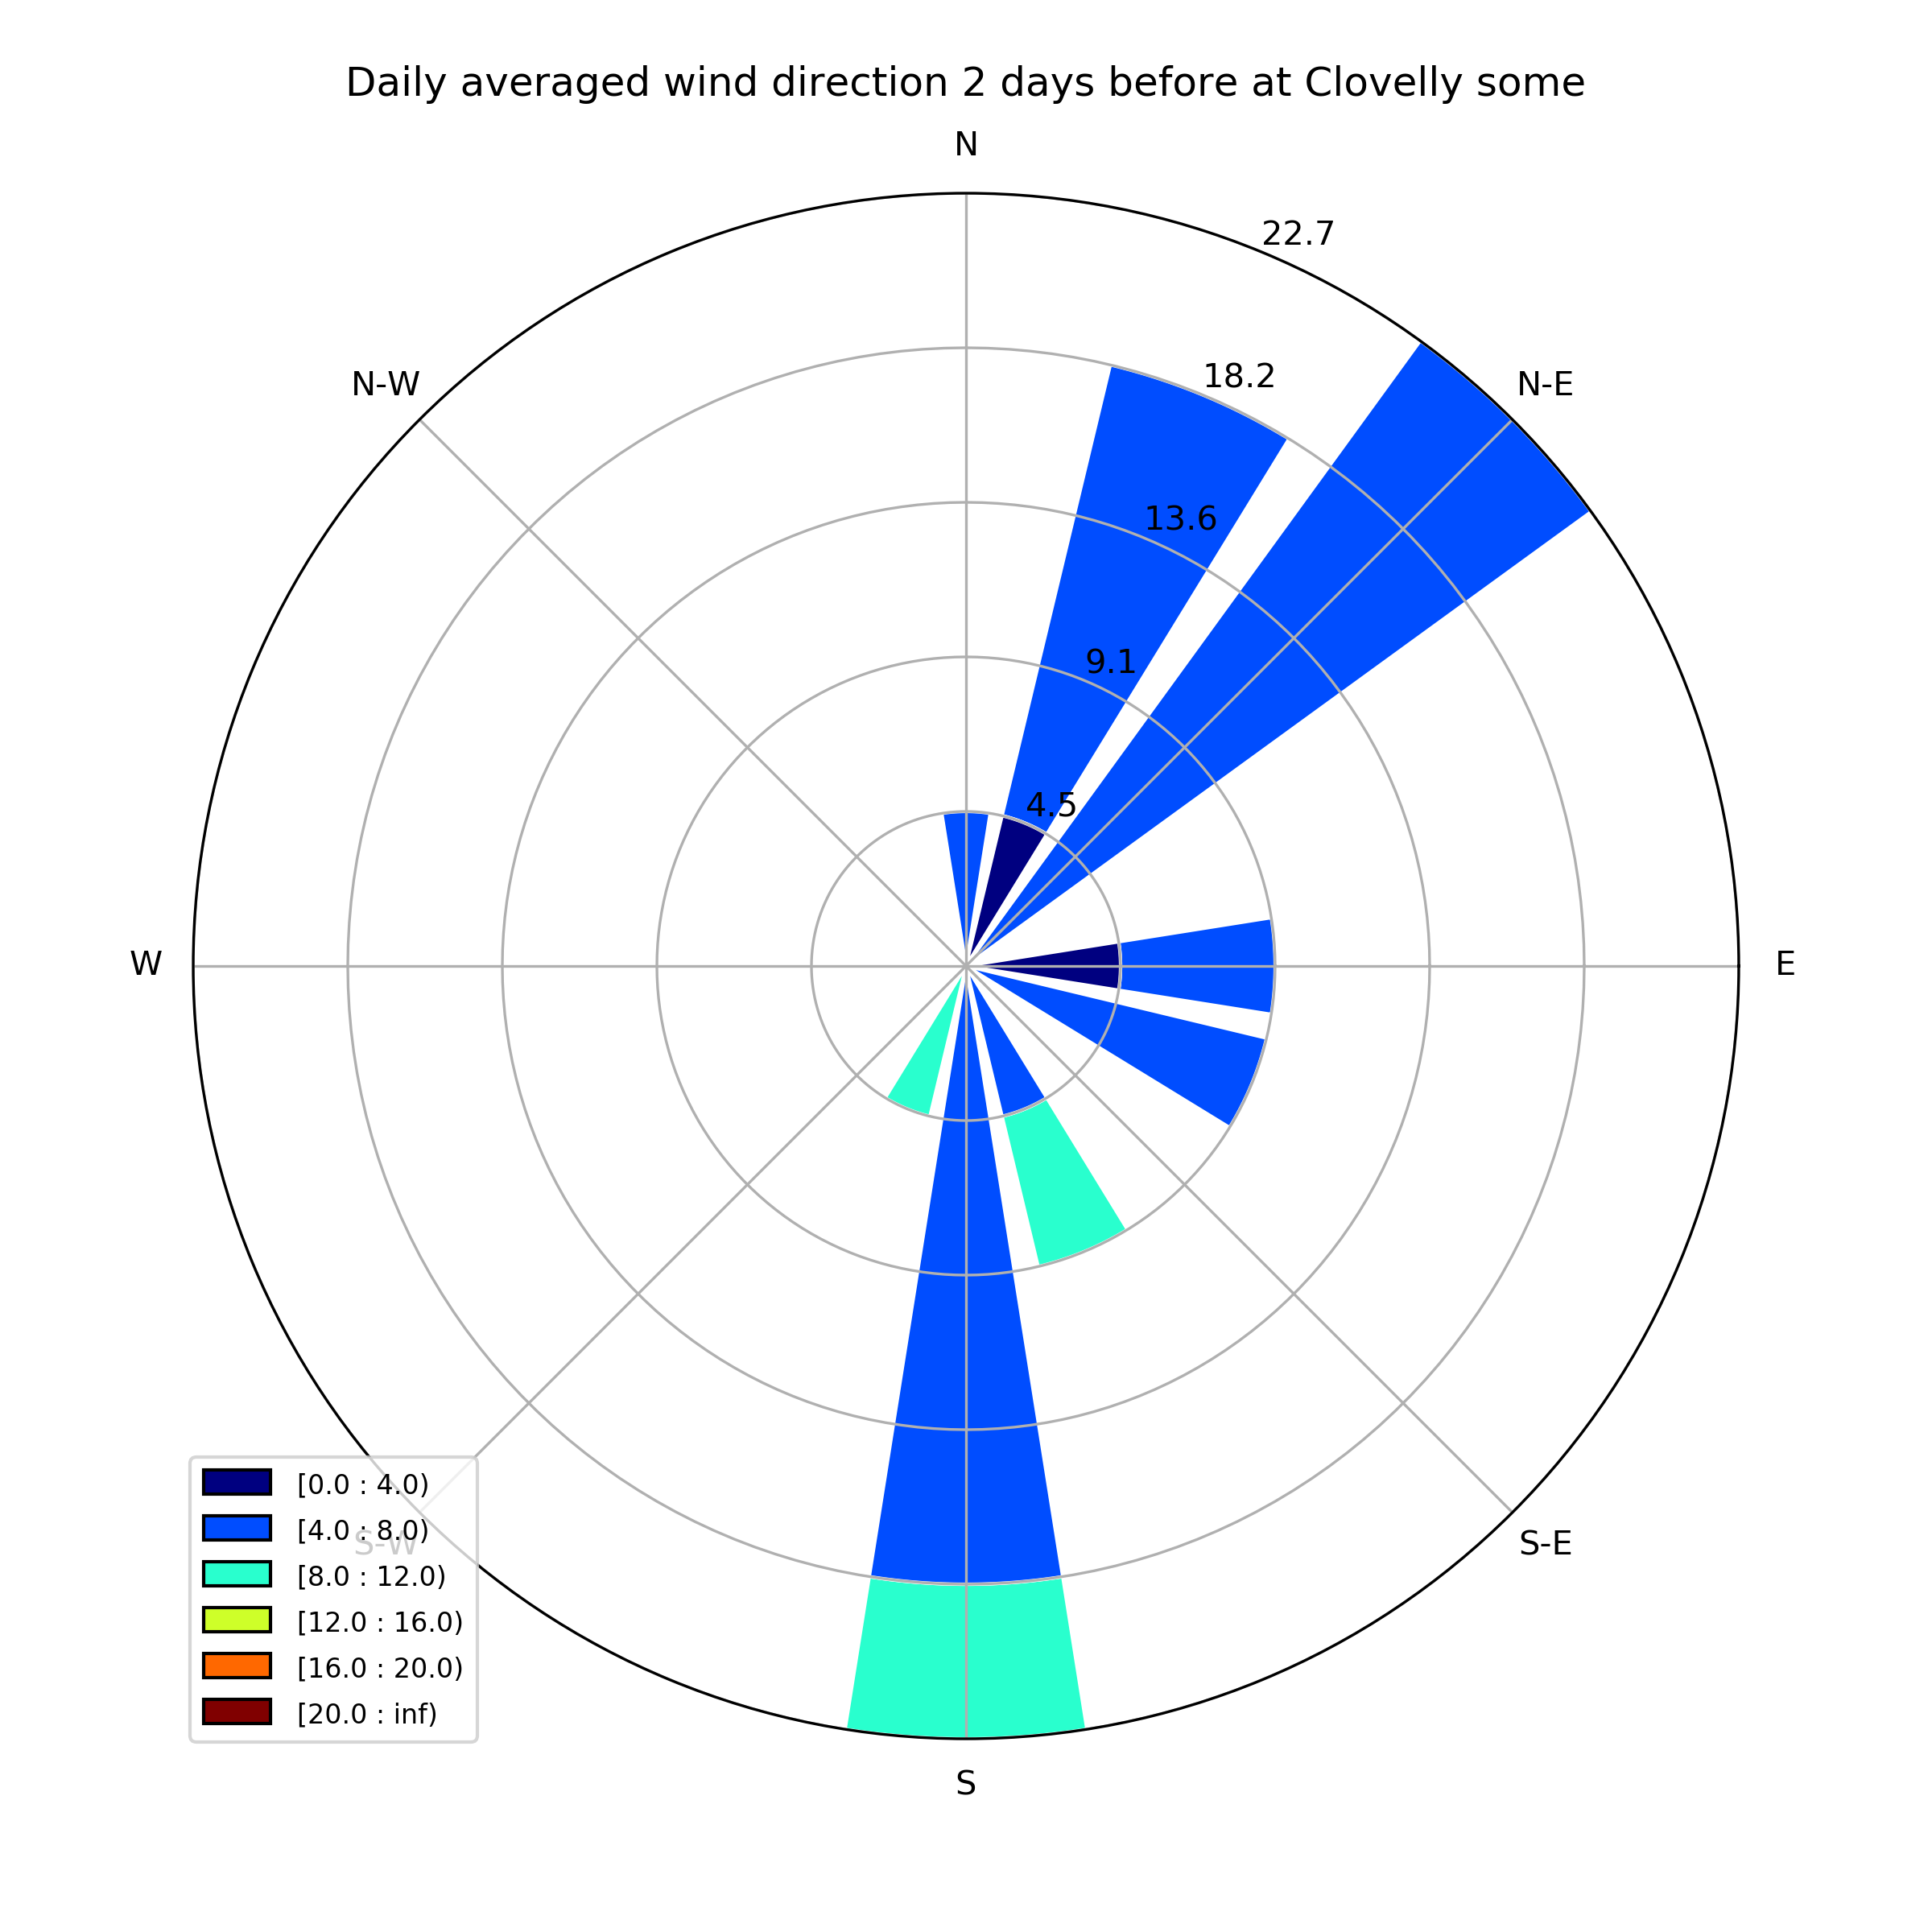 Daily averaged wind direction 2 days before at Clovelly some
N
22.7
N-W
18.2
N-E
13.6
9.1
4.5
W
E
[0.0 : 4.0)
[4.0 : 8.0)
S-W
S-E
[8.0 : 12.0)
[12.0 : 16.0)
[16.0 : 20.0)
[20.0 : inf)
S